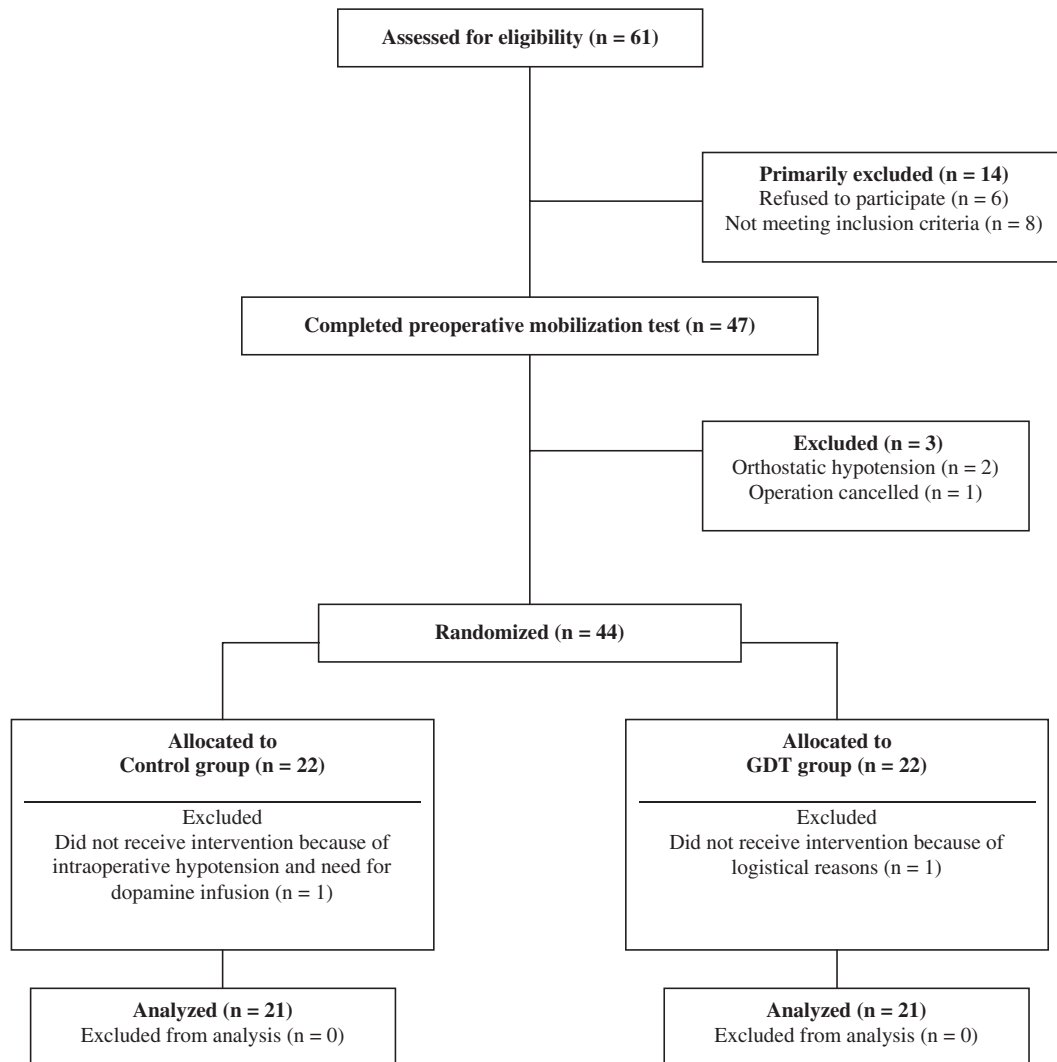 Assessed for eligibility (n = 61)
Primarily excluded (n = 14)
Refused to participate (n = 6)
Not meeting inclusion criteria (n = 8)
Completed preoperative mobilization test (n = 47)
Excluded (n = 3)
Orthostatic hypotension (n = 2)
Operation cancelled (n = 1)
Randomized (n = 44)
Allocated to
Control group (n = 22)
Excluded
Did not receive intervention because of
intraoperative hypotension and need for
dopamine infusion (n = 1)
Allocated to
GDT group (n = 22)
Excluded
Did not receive intervention because of
logistical reasons (n = 1)
Analyzed (n = 21)
Excluded from analysis (n = 0)
Analyzed (n = 21)
Excluded from analysis (n = 0)